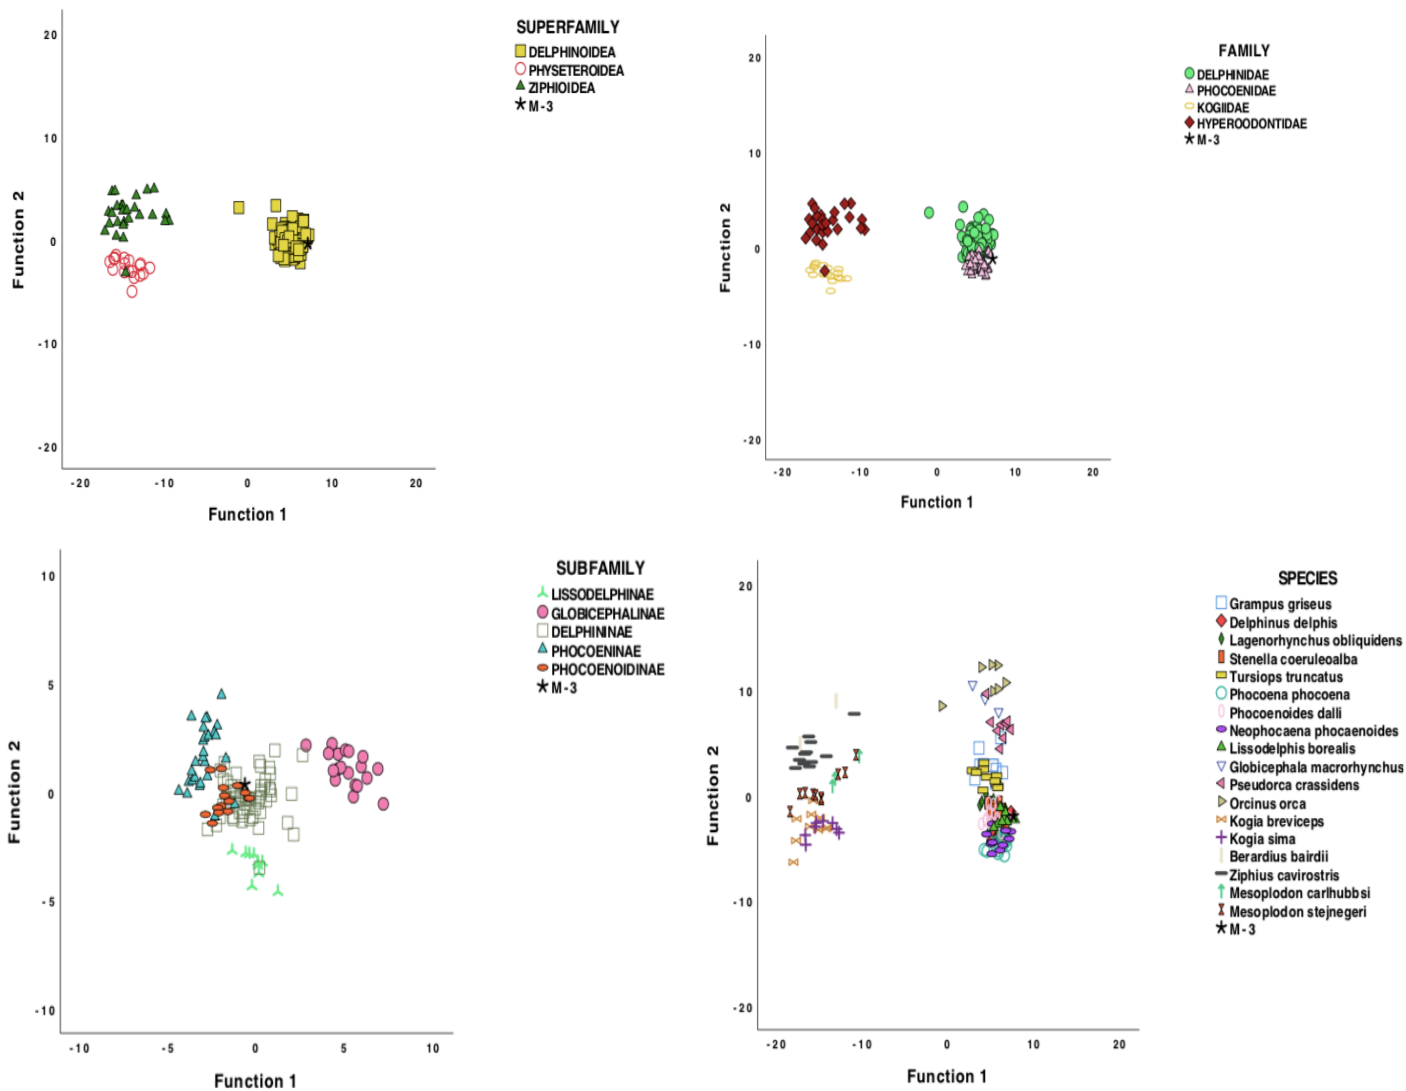 SUPERFAMILY
DELPHINOIDEA
PHYSETEROIDEA
ZIPHIOIDEA
M-3
20
10
0
-10
-20
Function 2
-20 -10 0 10 20
Function 1
FAMILY
DELPHINIDAE
PHOCOENIDAE
KOGIIDAE
HYPEROODONTIDAE
M-3
20
10
0
-10
-20
Function 2
-20 -10 0 10 20
Function 1
SUBFAMILY
LISSODELPHINAE
GLOBICEPHALINAE
DELPHININAE
PHOCOENINAE
PHOCOENOIDINAE
M-3
10
5
0
-5
-10
Function 2
-10 -5 0 5 10
Function 1
SPECIES
Grampus griseus
Delphinus delphis
Lagenorhynchus obliquidens
Stenella coeruleoalba
Tursiops truncatus
Phocoena phocoena
Phocoenoides dalli
Neophocaena phocaenoides
Lissodelphis borealis
Globicephala macrorhynchus
Pseudorca crassidens
Orcinus orca
Kogia breviceps
Kogia sima
Berardius bairdii
Ziphius cavirostris
Mesoplodon carlhubbsi
Mesoplodon stejnegeri
M-3
20
10
0
-10
-20
Function 2
-20 -10 0 10 20
Function 1